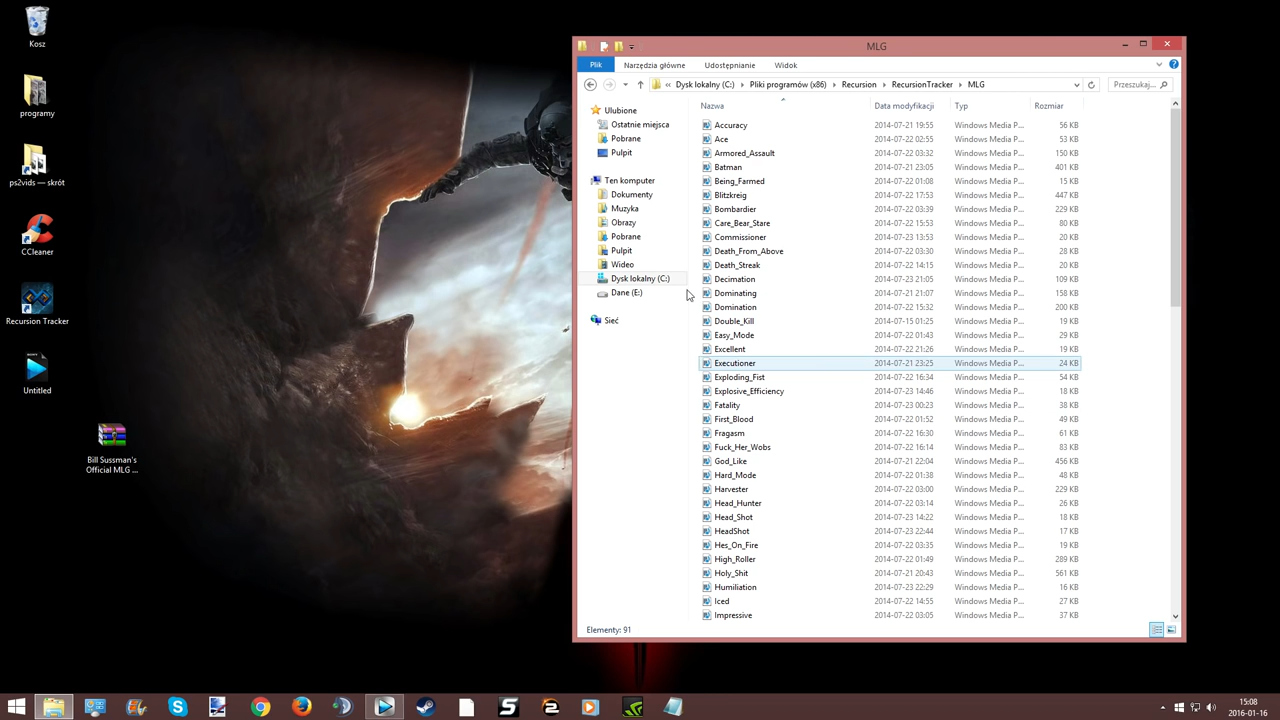 Kosz
programy
ps2vids — skrót
CCleaner
Recursion Tracker
Untitled
Bill Sussman's
Official MLG ...
MLG
Plik Narzędzia główne Udostępnianie Widok
« Dysk lokalny (C:) Pliki programów (x86) Recursion RecursionTracker MLG Przeszukaj...
Ulubione
Ostatnie miejsca
Pobrane
Pulpit
Ten komputer
Dokumenty
Muzyka
Obrazy
Pobrane
Pulpit
Wideo
Dysk lokalny (C:)
Dane (E:)
Sieć
Nazwa Data modyfikacji Typ Rozmiar
Accuracy 2014-07-21 19:55 Windows Media P... 56 KB
Ace 2014-07-22 02:55 Windows Media P... 53 KB
Armored_Assault 2014-07-22 03:32 Windows Media P... 150 KB
Batman 2014-07-21 23:05 Windows Media P... 401 KB
Being_Farmed 2014-07-22 01:08 Windows Media P... 15 KB
Blitzkreig 2014-07-22 17:53 Windows Media P... 447 KB
Bombardier 2014-07-22 03:39 Windows Media P... 229 KB
Care_Bear_Stare 2014-07-22 15:53 Windows Media P... 80 KB
Commissioner 2014-07-23 13:53 Windows Media P... 20 KB
Death_From_Above 2014-07-22 03:05 Windows Media P... 28 KB
Death_Streak 2014-07-22 14:15 Windows Media P... 20 KB
Decimation 2014-07-23 21:05 Windows Media P... 109 KB
Dominating 2014-07-21 21:07 Windows Media P... 158 KB
Domination 2014-07-22 15:32 Windows Media P... 200 KB
Double_Kill 2014-07-15 01:25 Windows Media P... 19 KB
Easy_Mode 2014-07-22 01:43 Windows Media P... 29 KB
Excellent 2014-07-22 21:26 Windows Media P... 19 KB
Executioner 2014-07-21 23:25 Windows Media P... 24 KB
Exploding_Fist 2014-07-22 16:34 Windows Media P... 54 KB
Explosive_Efficiency 2014-07-23 14:46 Windows Media P... 18 KB
Fatality 2014-07-23 00:23 Windows Media P... 38 KB
First_Blood 2014-07-22 01:52 Windows Media P... 49 KB
Fragasm 2014-07-22 16:30 Windows Media P... 61 KB
Fuck_Her_Wobs 2014-07-22 16:14 Windows Media P... 83 KB
God_Like 2014-07-21 22:04 Windows Media P... 456 KB
Hard_Mode 2014-07-22 01:38 Windows Media P... 48 KB
Harvester 2014-07-22 03:00 Windows Media P... 229 KB
Head_Hunter 2014-07-22 03:14 Windows Media P... 26 KB
Head_Shot 2014-07-23 14:22 Windows Media P... 18 KB
HeadShot 2014-07-23 22:44 Windows Media P... 17 KB
Hes_On_Fire 2014-07-22 03:35 Windows Media P... 19 KB
High_Roller 2014-07-22 01:49 Windows Media P... 289 KB
Holy_Shit 2014-07-21 20:43 Windows Media P... 561 KB
Humiliation 2014-07-23 22:29 Windows Media P... 16 KB
Iced 2014-07-22 14:55 Windows Media P... 27 KB
Impressive 2014-07-22 03:05 Windows Media P... 37 KB
Elementy: 91
15:08
2016-01-16